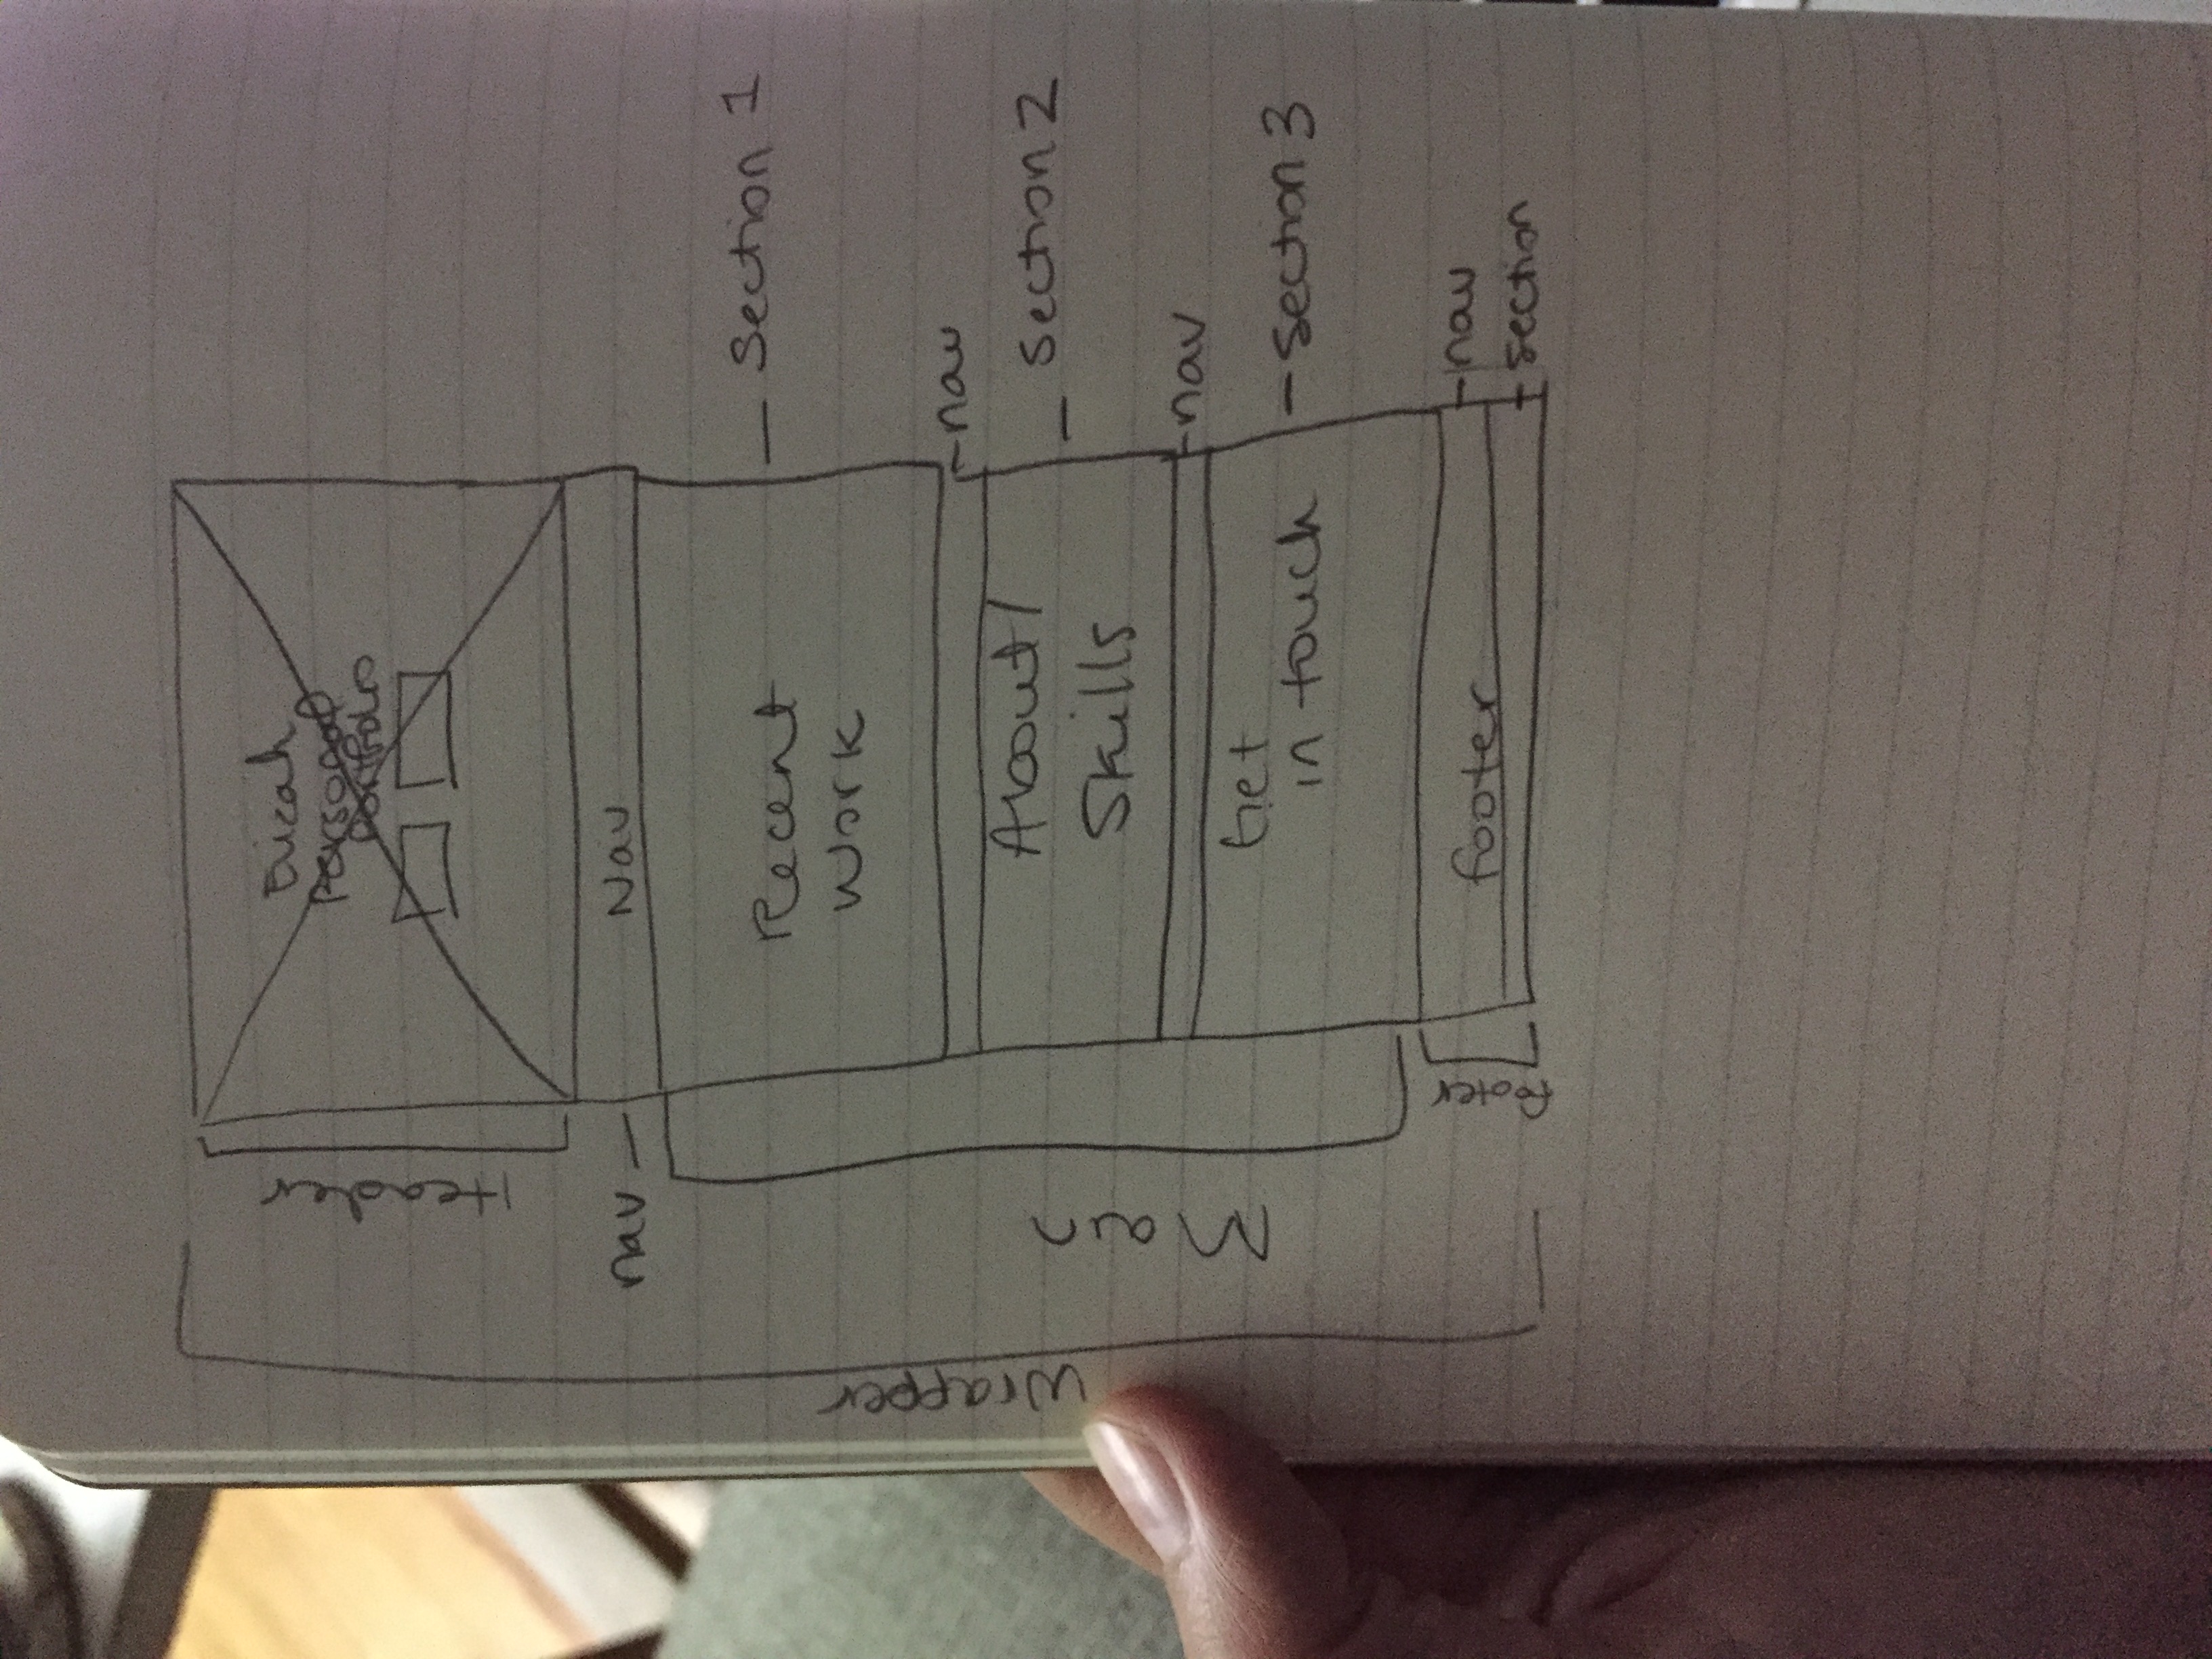 Header
Ericah
Personal
Portfolio
nav
Nav
Wrapper
Main
Recent
Work
Section 1
nav
About/
Skills
Section 2
nav
Get
in touch
Section 3
footer
footer
nav
section